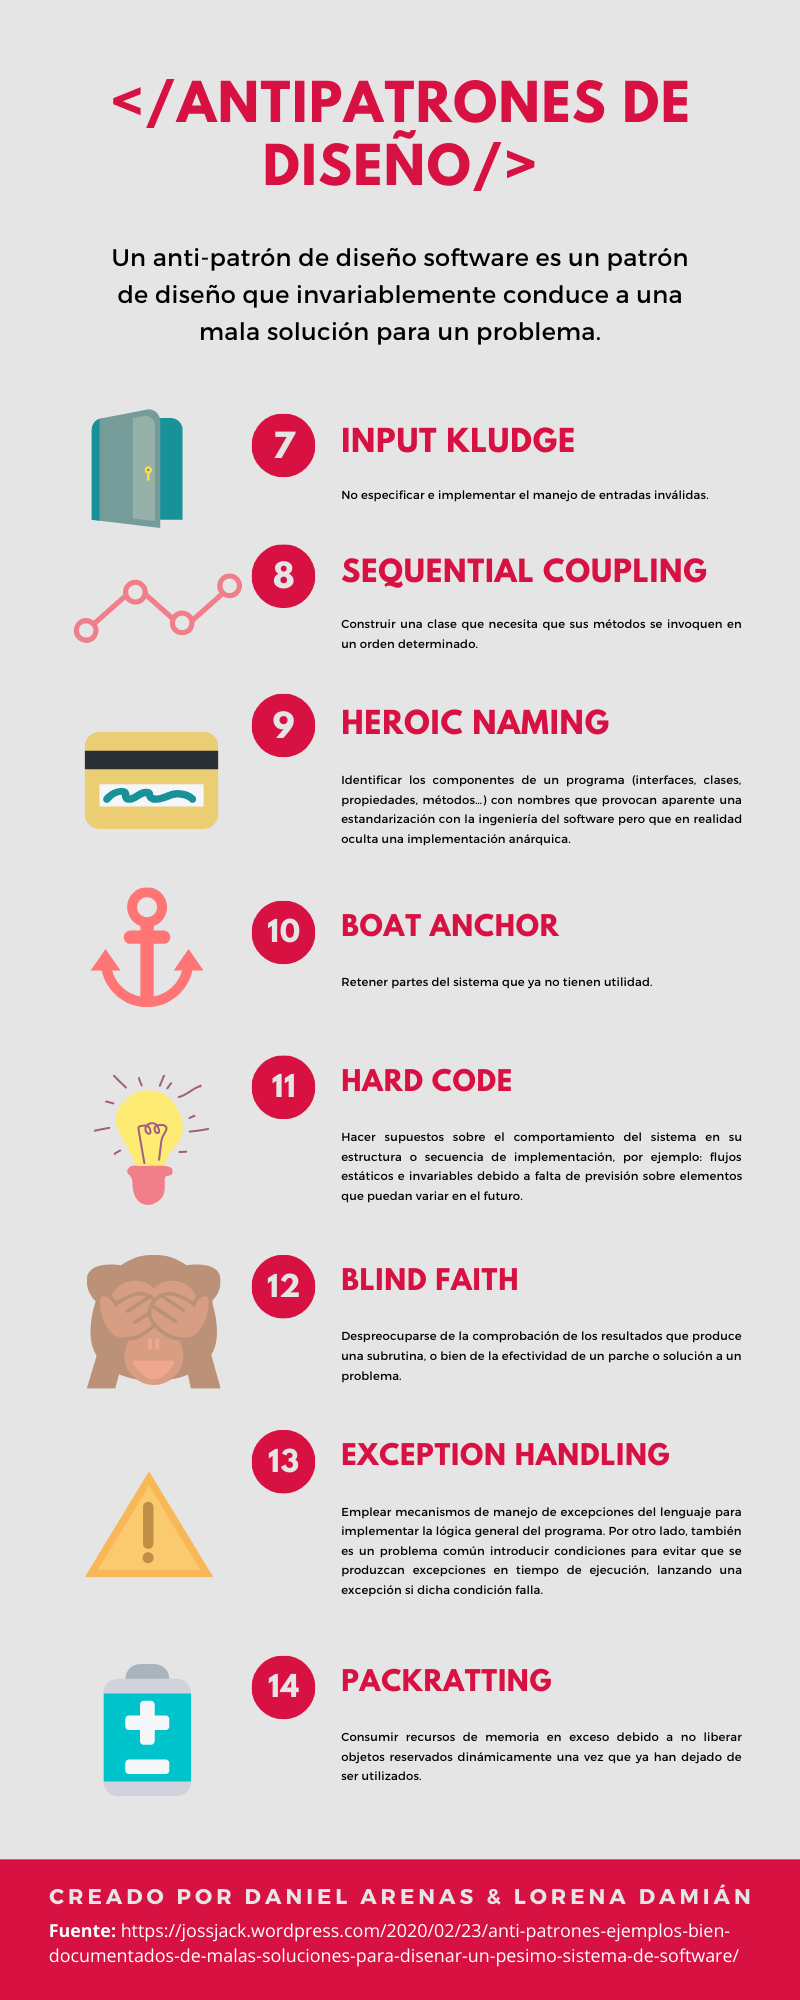 </ANTIPATRONES DE
DISEÑO/>
Un anti-patrón de diseño software es un patrón
de diseño que invariablemente conduce a una
mala solución para un problema.
7
INPUT KLUDGE
No especificar e implementar el manejo de entradas inválidas.
8
SEQUENTIAL COUPLING
Construir una clase que necesita que sus métodos se invoquen en
un orden determinado.
9
HEROIC NAMING
Identificar los componentes de un programa (interfaces, clases,
propiedades, métodos…) con nombres que provocan aparente una
estandarización con la ingeniería del software pero que en realidad
oculta una implementación anárquica.
10
BOAT ANCHOR
Retener partes del sistema que ya no tienen utilidad.
11
HARD CODE
Hacer supuestos sobre el comportamiento del sistema en su
estructura o secuencia de implementación, por ejemplo: flujos
estáticos e invariables debido a falta de previsión sobre elementos
que puedan variar en el futuro.
12
BLIND FAITH
Despreocuparse de la comprobación de los resultados que produce
una subrutina, o bien de la efectividad de un parche o solución a un
problema.
13
EXCEPTION HANDLING
Emplear mecanismos de manejo de excepciones del lenguaje para
implementar la lógica general del programa. Por otro lado, también
es un problema común introducir condiciones para evitar que se
produzcan excepciones en tiempo de ejecución, lanzando una
excepción si dicha condición falla.
14
PACKRATTING
Consumir recursos de memoria en exceso debido a no liberar
objetos reservados dinámicamente una vez que ya han dejado de
ser utilizados.
CREADO POR DANIEL ARENAS & LORENA DAMIÁN
Fuente: https://jossjack.wordpress.com/2020/02/23/anti-patrones-ejemplos-bien-
documentados-de-malas-soluciones-para-disenar-un-pesimo-sistema-de-software/